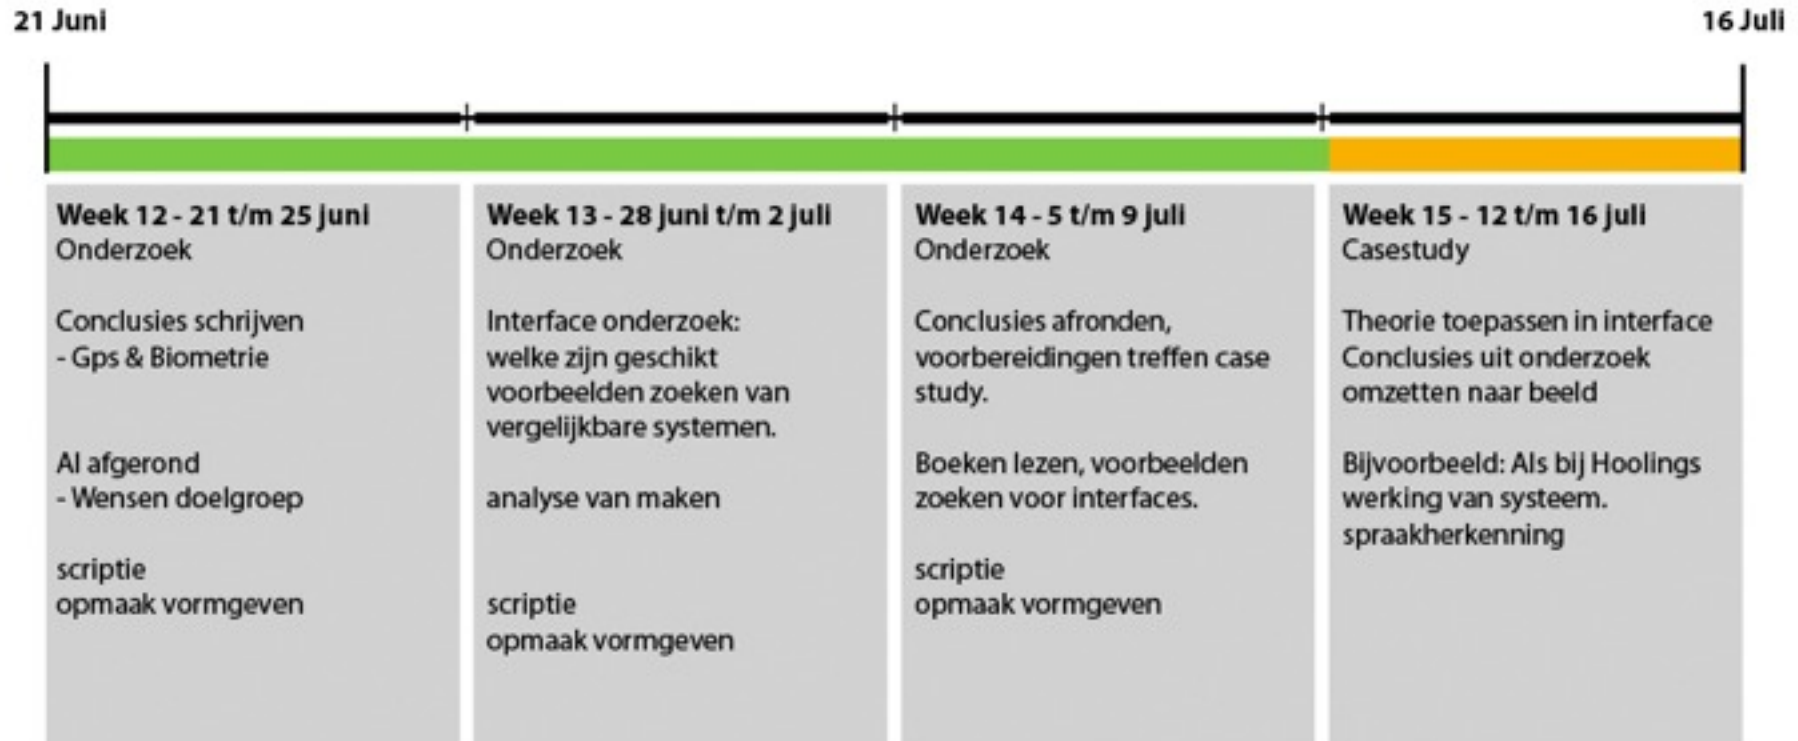 21 Juni
16 Juli
Week 12 - 21 t/m 25 juni
Onderzoek
Conclusies schrijven
- Gps & Biometrie
Al afgerond
- Wensen doelgroep
scriptie
opmaak vormgeven
Week 13 - 28 juni t/m 2 juli
Onderzoek
Interface onderzoek:
welke zijn geschikt
voorbeelden zoeken van
vergelijkbare systemen.
analyse van maken
scriptie
opmaak vormgeven
Week 14 - 5 t/m 9 juli
Onderzoek
Conclusies afronden,
voorbereidingen treffen case
study.
Boeken lezen, voorbeelden
zoeken voor interfaces.
scriptie
opmaak vormgeven
Week 15 - 12 t/m 16 juli
Casestudy
Theorie toepassen in interface
Conclusies uit onderzoek
omzetten naar beeld
Bijvoorbeeld: Als bij Hoolings
werking van systeem.
spraakherkenning